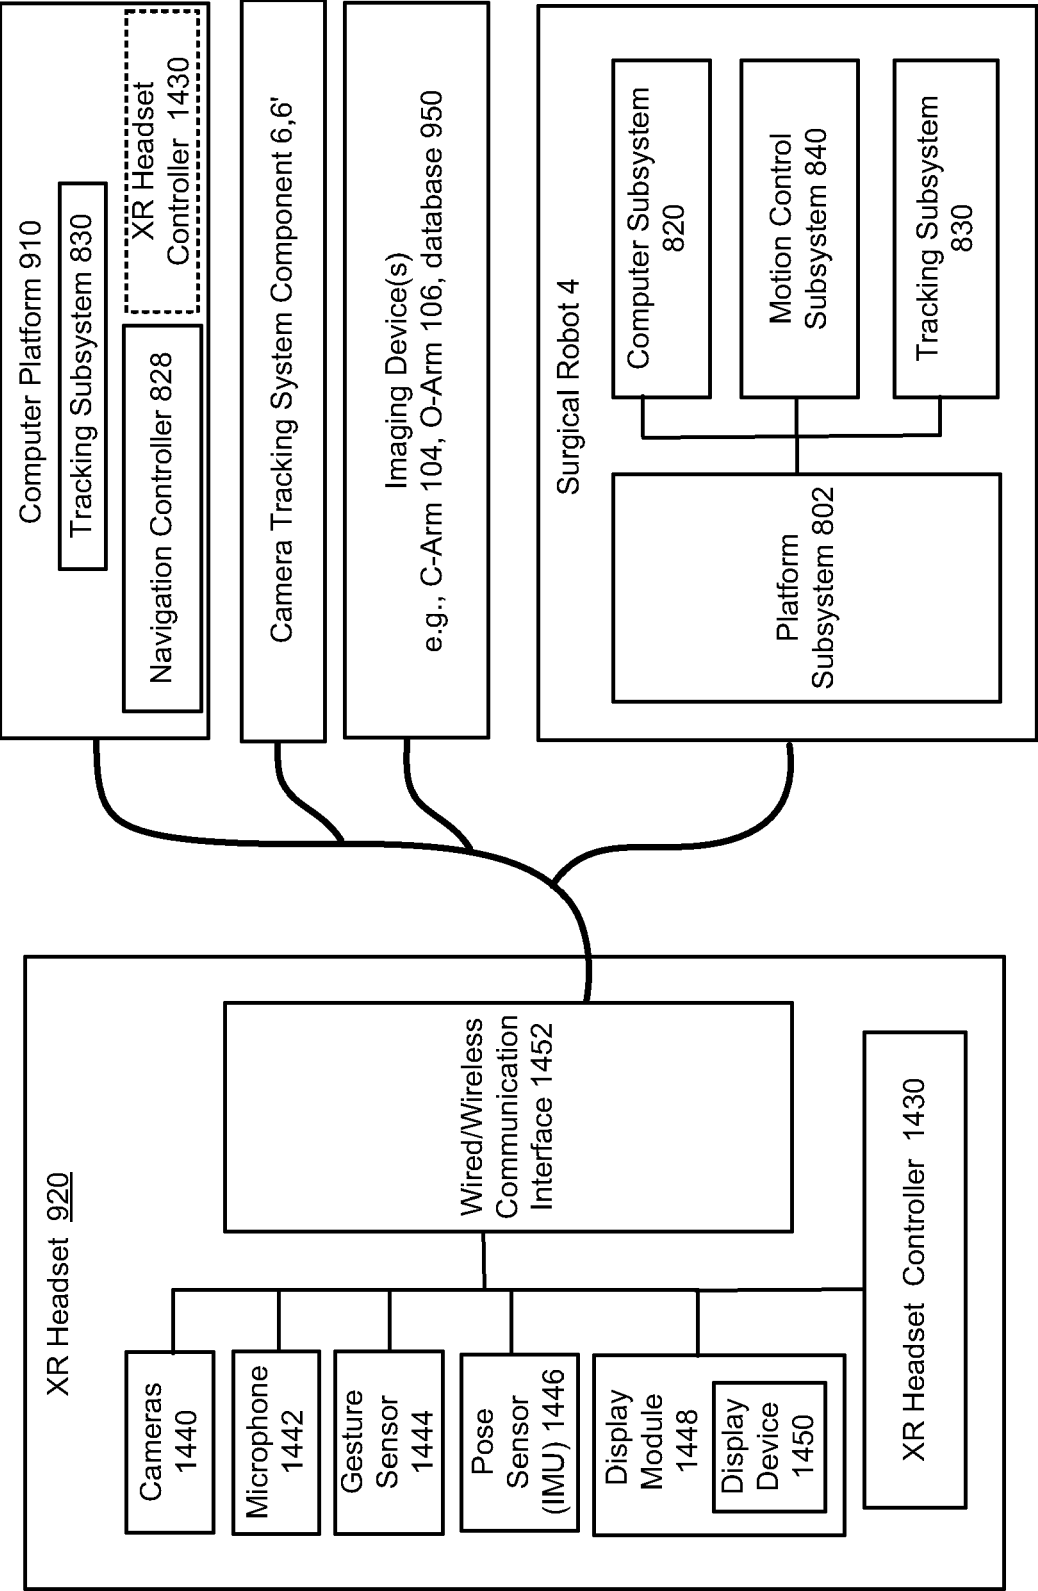 XR Headset 920
Cameras
1440
Microphone
1442
Gesture
Sensor
1444
Pose
Sensor
(IMU) 1446
Display
Module
1448
Display
Device
1450
Wired/Wireless
Communication
Interface 1452
XR Headset Controller 1430
Computer Platform 910
Tracking Subsystem 830
Navigation Controller 828
XR Headset
Controller 1430
Camera Tracking System Component 6,6'
Imaging Device(s)
e.g., C-Arm 104, O-Arm 106, database 950
Surgical Robot 4
Platform
Subsystem 802
Computer Subsystem
820
Motion Control
Subsystem 840
Tracking Subsystem
830